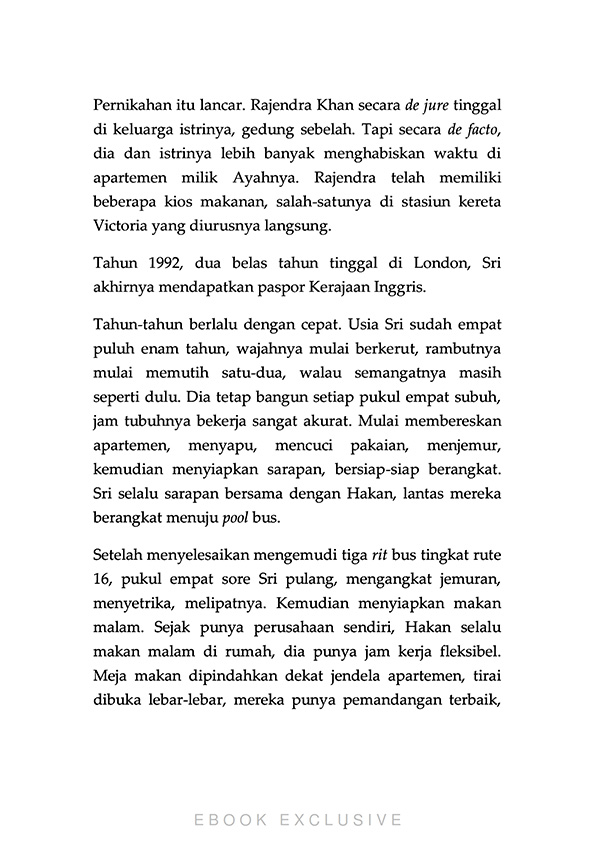 Pernikahan itu lancar. Rajendra Khan secara de jure tinggal
di keluarga istrinya, gedung sebelah. Tapi secara de facto,
dia dan istrinya lebih banyak menghabiskan waktu di
apartemen milik Ayahnya. Rajendra telah memiliki
beberapa kios makanan, salah-satunya di stasiun kereta
Victoria yang diurusnya langsung.
Tahun 1992, dua belas tahun tinggal di London, Sri
akhirnya mendapatkan paspor Kerajaan Inggris.
Tahun-tahun berlalu dengan cepat. Usia Sri sudah empat
puluh enam tahun, wajahnya mulai berkerut, rambutnya
mulai memutih satu-dua, walau semangatnya masih
seperti dulu. Dia tetap bangun setiap pukul empat subuh,
jam tubuhnya bekerja sangat akurat. Mulai membereskan
apartemen, menyapu, mencuci pakaian, menjemur,
kemudian menyiapkan sarapan, bersiap-siap berangkat.
Sri selalu sarapan bersama dengan Hakan, lantas mereka
berangkat menuju pool bus.
Setelah menyelesaikan mengemudi tiga rit bus tingkat rute
16, pukul empat sore Sri pulang, mengangkat jemuran,
menyetrika, melipatnya. Kemudian menyiapkan makan
malam. Sejak punya perusahaan sendiri, Hakan selalu
makan malam di rumah, dia punya jam kerja fleksibel.
Meja makan dipindahkan dekat jendela apartemen, tirai
dibuka lebar-lebar, mereka punya pemandangan terbaik,
EBOOK EXCLUSIVE